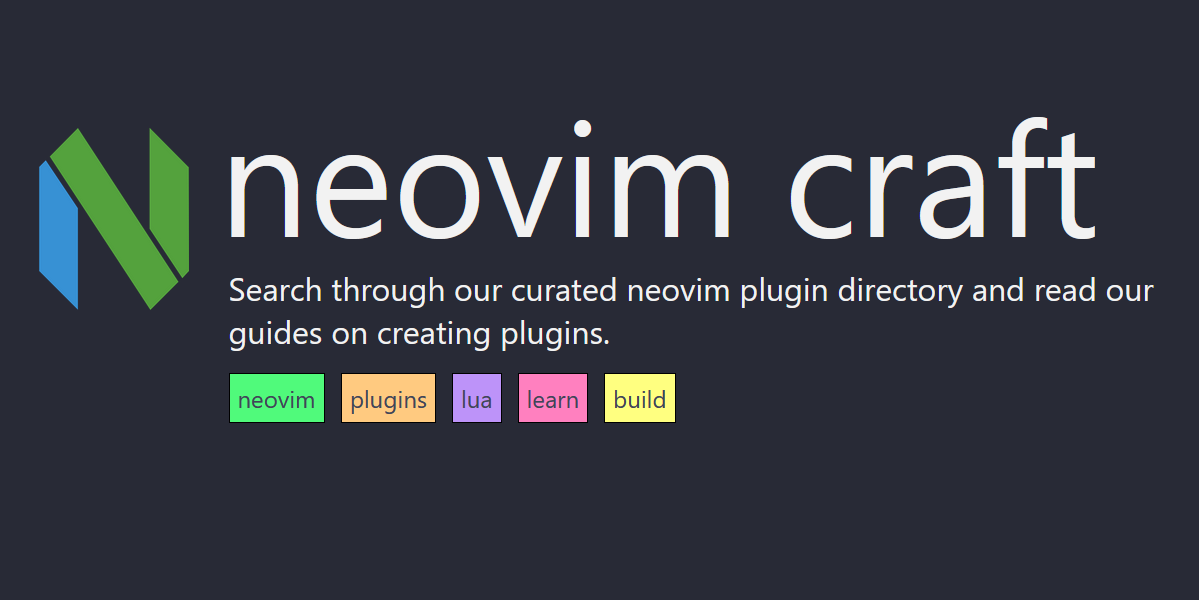 neovim craft
Search through our curated neovim plugin directory and read our
guides on creating plugins.
neovim plugins lua learn build